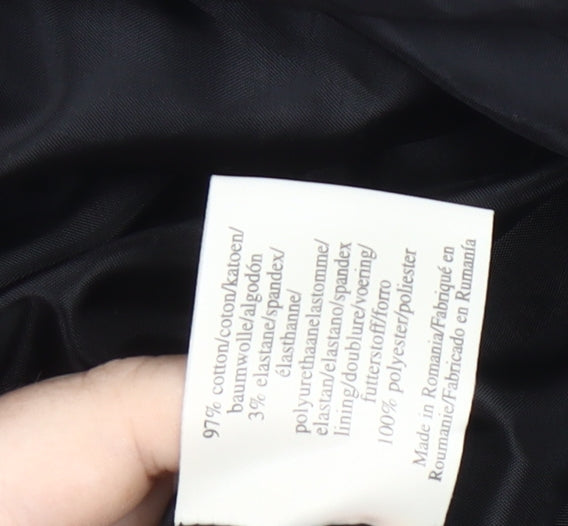 97% cotton/coton/katoen/
baumwolle/algodón
3% elastane/spandex/
élasthanne/
polyurethaanelastomme/
elastan/elastano/spandex
lining/doublure/voering/
futterstoff/forro
100% polyester/poliester
Made in Romania/Fabriqué en
Roumanie/Fabricado en Rumanía